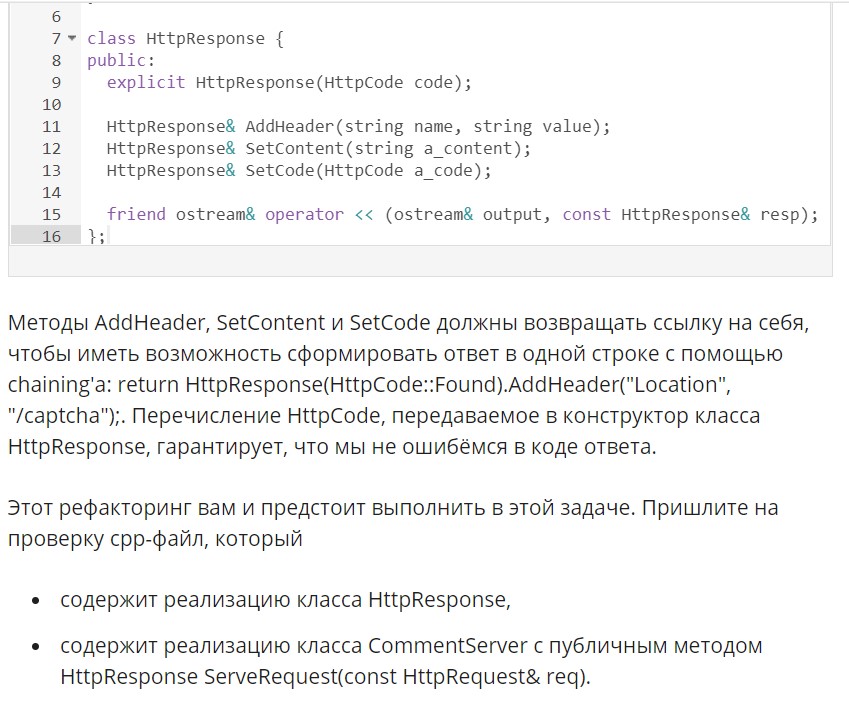 6
7 class HttpResponse {
8 public:
9 explicit HttpResponse(HttpCode code);
10
11 HttpResponse& AddHeader(string name, string value);
12 HttpResponse& SetContent(string a_content);
13 HttpResponse& SetCode(HttpCode a_code);
14
15 friend ostream& operator << (ostream& output, const HttpResponse& resp);
16 };
Методы AddHeader, SetContent и SetCode должны возвращать ссылку на себя,
чтобы иметь возможность сформировать ответ в одной строке с помощью
chaining'а: return HttpResponse(HttpCode::Found).AddHeader("Location",
"/captcha");. Перечисление HttpCode, передаваемое в конструктор класса
HttpResponse, гарантирует, что мы не ошибёмся в коде ответа.
Этот рефакторинг вам и предстоит выполнить в этой задаче. Пришлите на
проверку cpp-файл, который
• содержит реализацию класса HttpResponse,
• содержит реализацию класса CommentServer с публичным методом
HttpResponse ServeRequest(const HttpRequest& req).